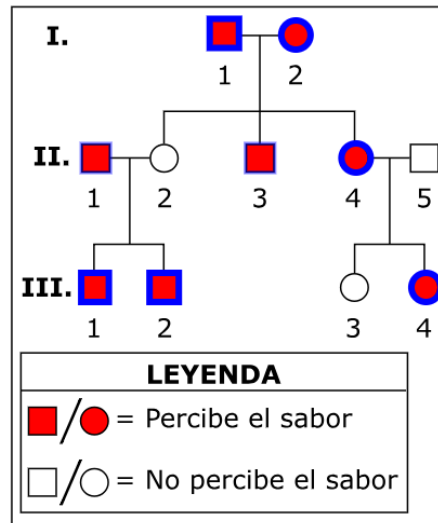 I.
1 2
II.
1 2 3 4 5
III.
1 2 3 4
LEYENDA
/ = Percibe el sabor
/ = No percibe el sabor